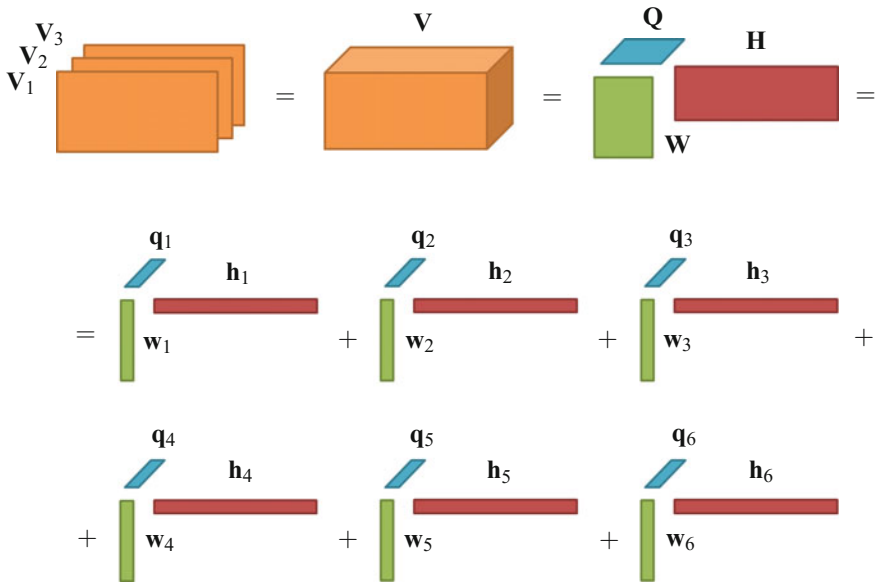 V₃ V₂ V₁ = V = Q H W =
= q₁ h₁ w₁ + q₂ h₂ w₂ + q₃ h₃ w₃ +
+ q₄ h₄ w₄ + q₅ h₅ w₅ + q₆ h₆ w₆